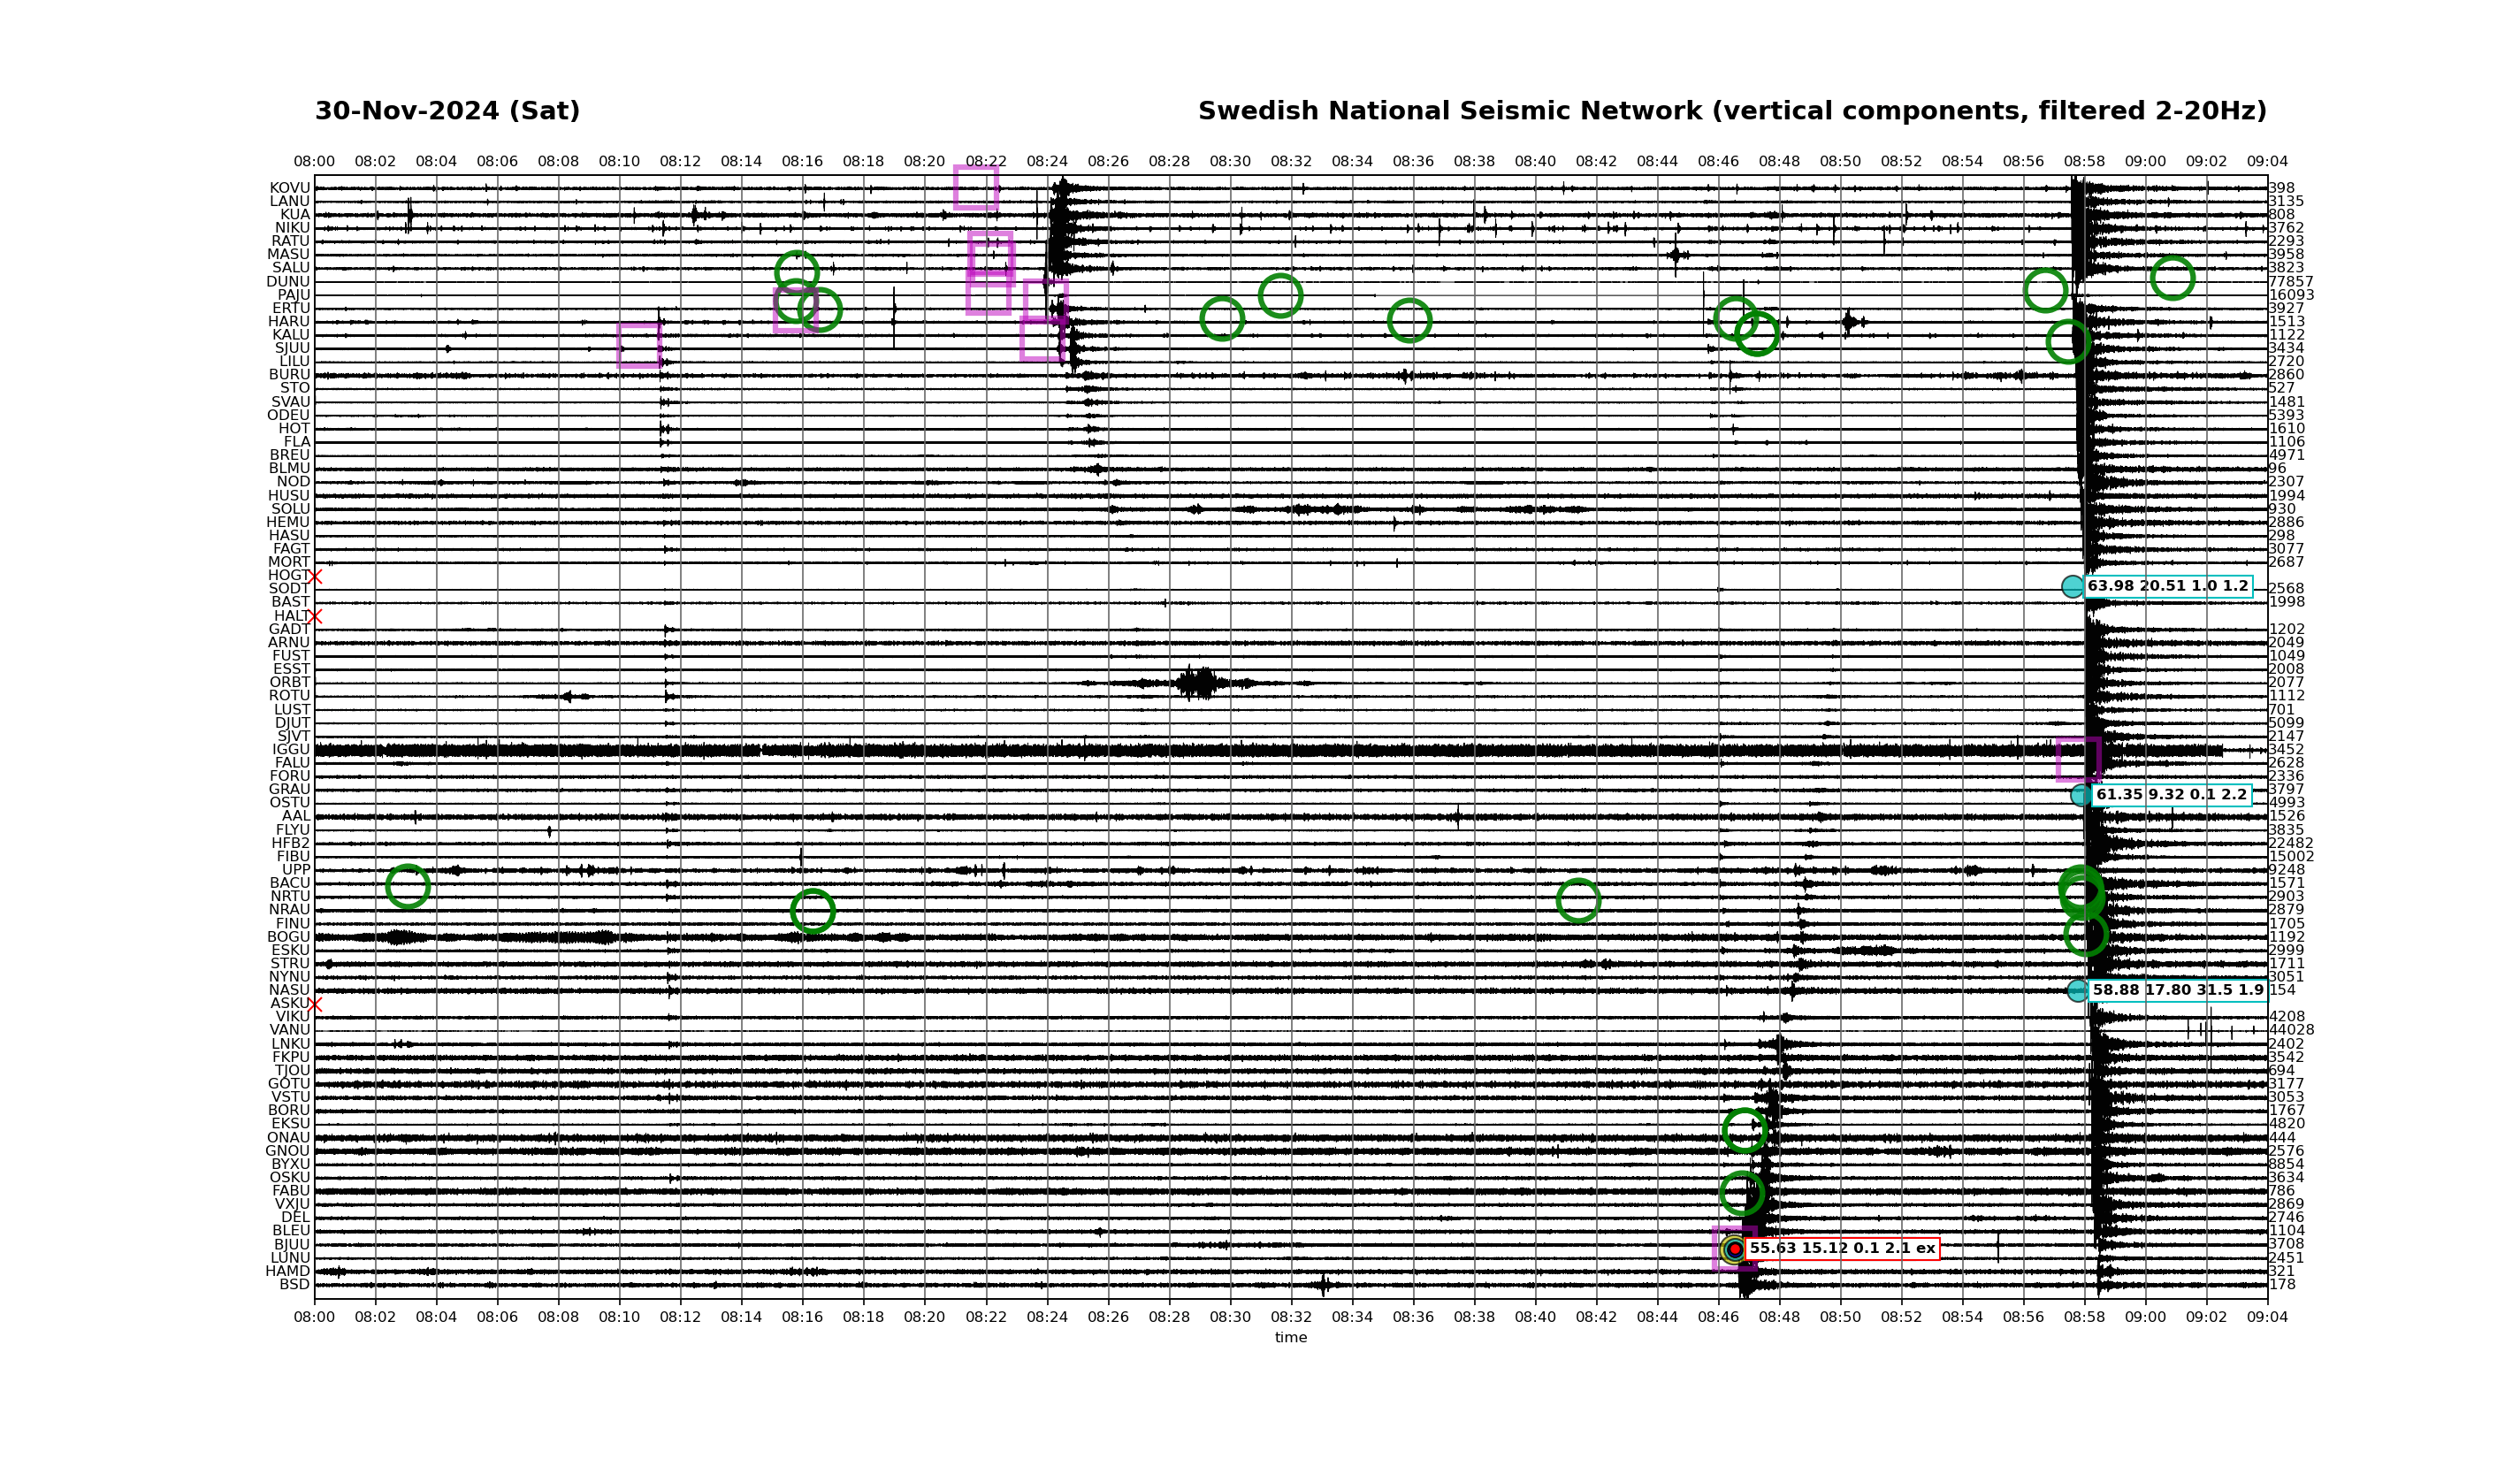 30-Nov-2024 (Sat)
Swedish National Seismic Network (vertical components, filtered 2-20Hz)
08:00 08:02 08:04 08:06 08:08 08:10 08:12 08:14 08:16 08:18 08:20 08:22 08:24 08:26 08:28 08:30 08:32 08:34 08:36 08:38 08:40 08:42 08:44 08:46 08:48 08:50 08:52 08:54 08:56 08:58 09:00 09:02 09:04
KOVU 398
LANU 3135
KUA 808
NIKU 3762
RATU 2293
MASU 3958
SALU 3823
DUNU 77857
PAJU 16093
ERTU 3927
HARU 1513
KALU 1122
SJUU 3434
LILU 2720
BURU 2860
STO 527
SVAU 1481
ODEU 5393
HOT 1610
FLA 1106
BREU 4971
BLMU 96
NOD 2307
HUSU 1994
SOLU 930
HEMU 2886
HASU 298
FAGT 3077
MORT 2687
HOGT
63.98 20.51 1.0 1.2
SODT 2568
BAST 1998
HALT
GADT 1202
ARNU 2049
FUST 1049
ESST 2008
ORBT 2077
ROTU 1112
LUST 701
DJUT 5099
SJVT 2147
IGGU 3452
FALU 2628
FORU 2336
GRAU 3797
61.35 9.32 0.1 2.2
OSTU 4993
AAL 1526
FLYU 3835
HFB2 22482
FIBU 15002
UPP 9248
BACU 1571
NRTU 2903
NRAU 2879
FINU 1705
BOGU 1192
ESKU 2999
STRU 1711
NYNU 3051
NASU 58.88 17.80 31.5 1.9 154
ASKU
VIKU 4208
VANU 44028
LNKU 2402
FKPU 3542
TJOU 694
GOTU 3177
VSTU 3053
BORU 1767
EKSU 4820
ONAU 444
GNOU 2576
BYXU 8854
OSKU 3634
FABU 786
VXJU 2869
DEL 2746
BLEU 1104
BJUU 55.63 15.12 0.1 2.1 ex 3708
LUNU 2451
HAMD 321
BSD 178
08:00 08:02 08:04 08:06 08:08 08:10 08:12 08:14 08:16 08:18 08:20 08:22 08:24 08:26 08:28 08:30 08:32 08:34 08:36 08:38 08:40 08:42 08:44 08:46 08:48 08:50 08:52 08:54 08:56 08:58 09:00 09:02 09:04
time